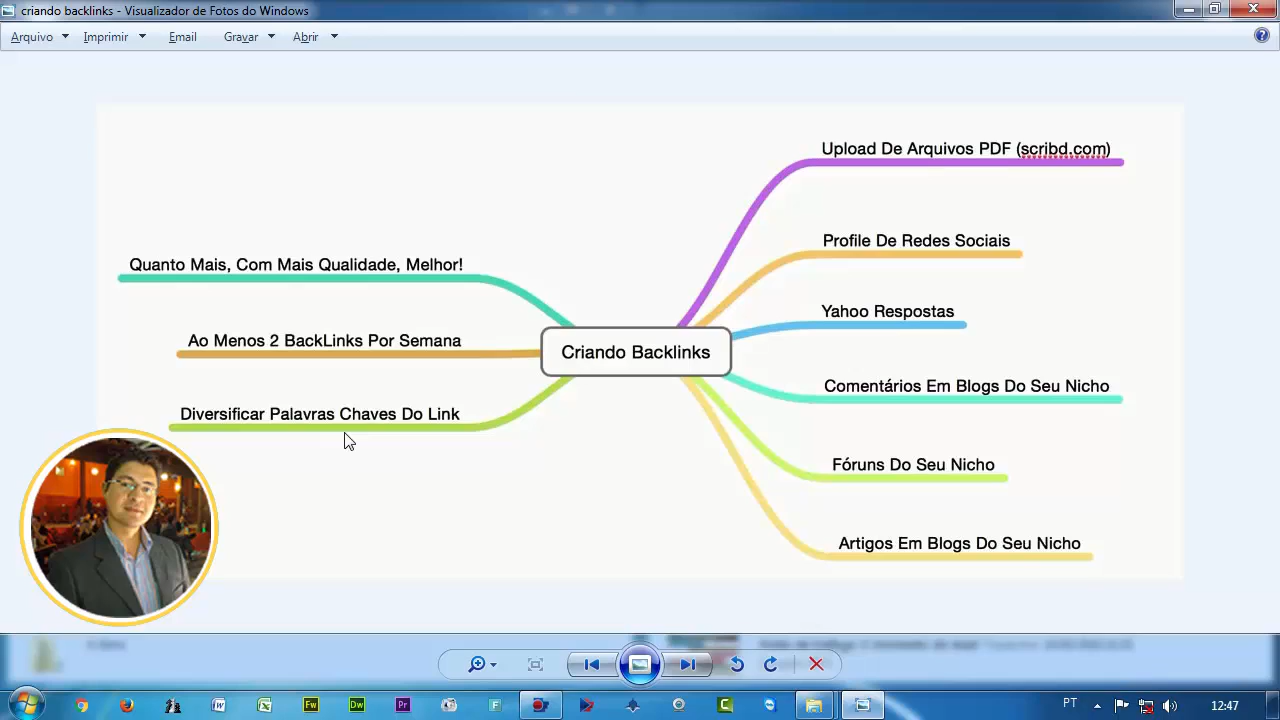 criando backlinks - Visualizador de Fotos do Windows
Arquivo Imprimir Email Gravar Abrir
Upload De Arquivos PDF (scribd.com)
Profile De Redes Sociais
Quanto Mais, Com Mais Qualidade, Melhor!
Yahoo Respostas
Ao Menos 2 BackLinks Por Semana
Criando Backlinks
Comentários Em Blogs Do Seu Nicho
Diversificar Palavras Chaves Do Link
Fóruns Do Seu Nicho
Artigos Em Blogs Do Seu Nicho
Fw Dw Pr F C PT 12:47